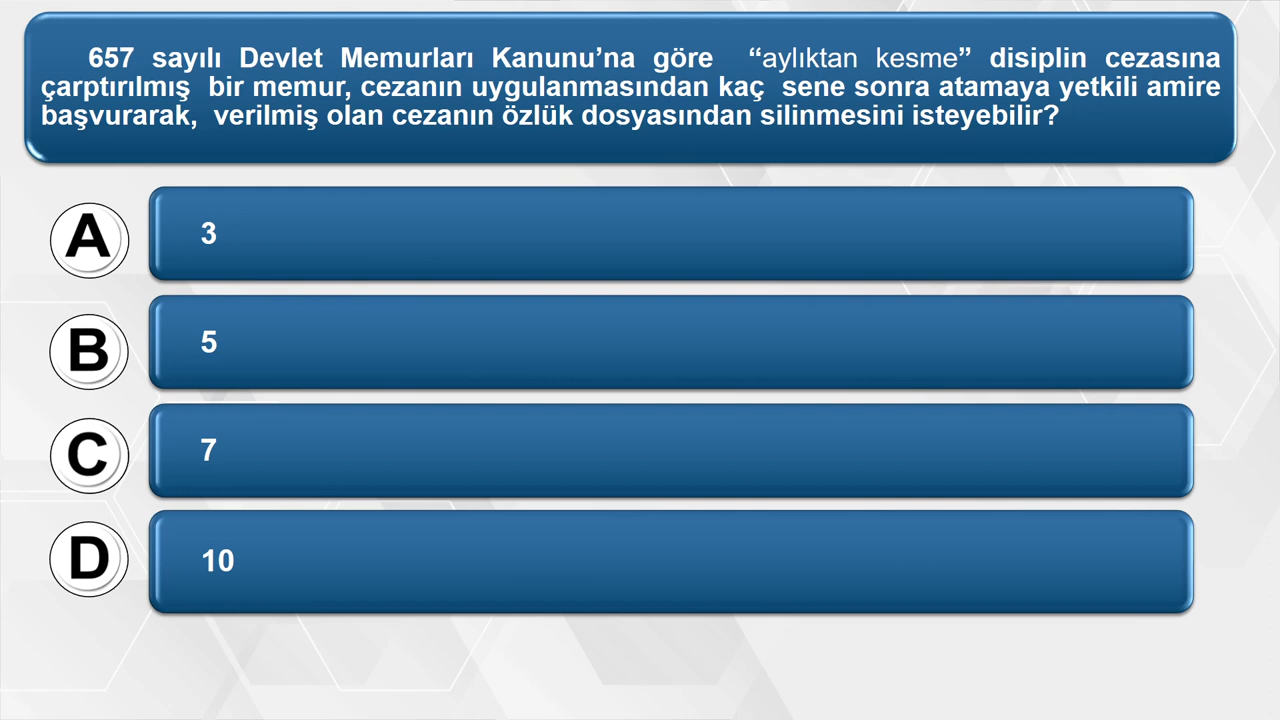 657 sayılı Devlet Memurları Kanunu’na göre “aylıktan kesme” disiplin cezasına
çarptırılmış bir memur, cezanın uygulanmasından kaç sene sonra atamaya yetkili amire
başvurarak, verilmiş olan cezanın özlük dosyasından silinmesini isteyebilir?
A 3
B 5
C 7
D 10